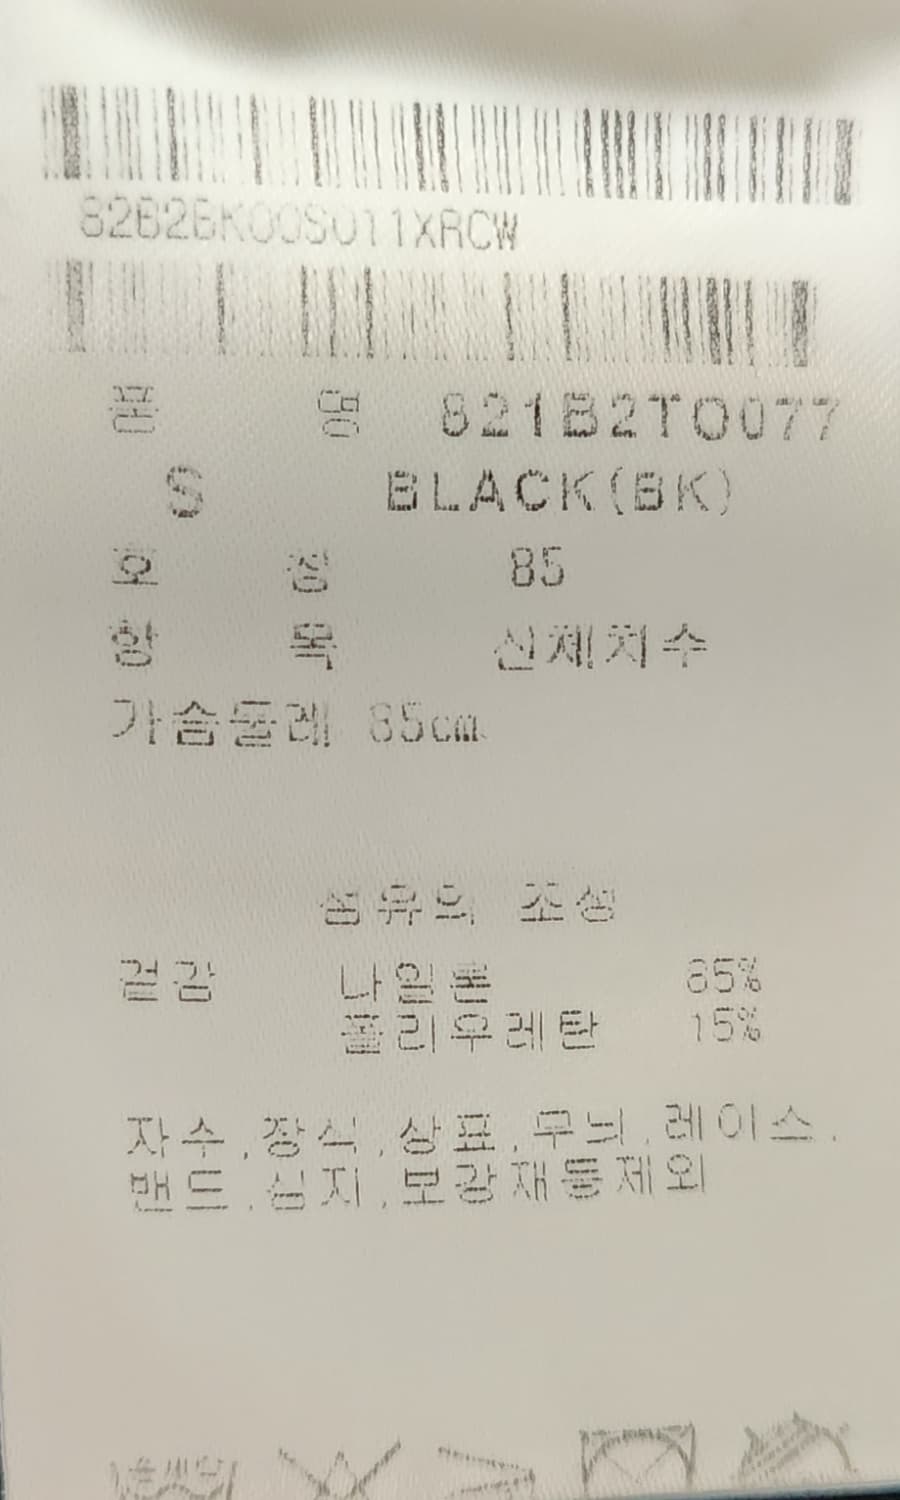 82B2BK00S011XRCW
품 명 821B2TO077
S BLACK(BK)
호 칭 85
항 목 신체치수
가슴둘레 85cm
섬유의 조성
겉감 나일론 85%
폴리우레탄 15%
자수,장식,상표,무늬,레이스,
밴드,심지,보강재등제외